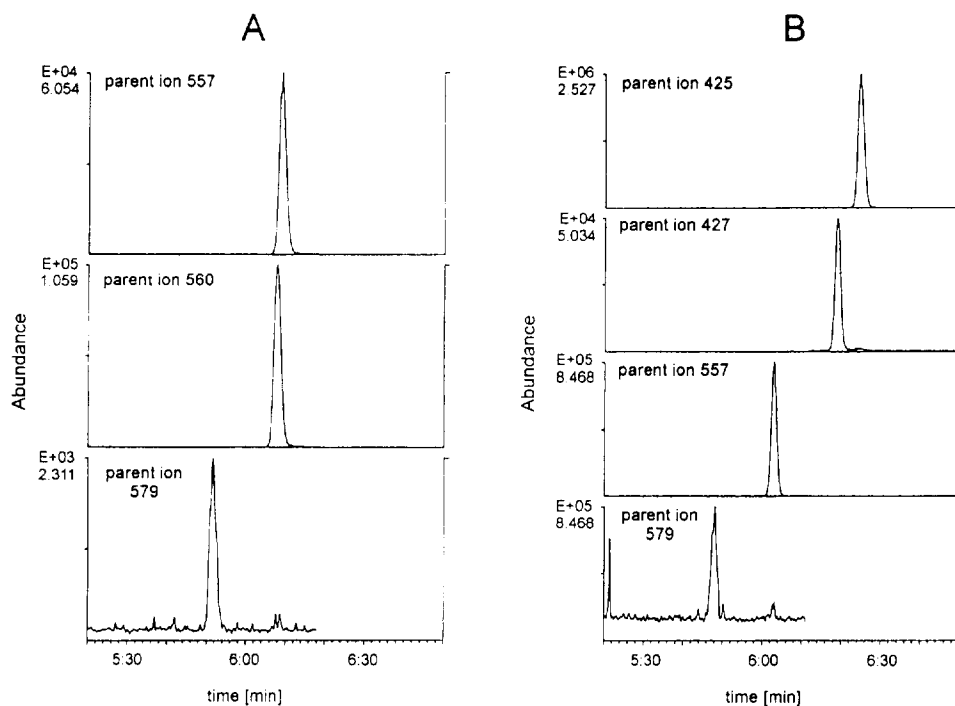 A
E+04
6.054
parent ion 557
E+05
1.059
parent ion 560
E+03
2.311
parent ion
579
Abundance
5:30
6:00
6:30
time [min]
B
E+06
2.527
parent ion 425
E+04
5.034
parent ion 427
E+05
8.468
parent ion 557
E+05
8.468
parent ion
579
Abundance
5:30
6:00
6:30
time [min]